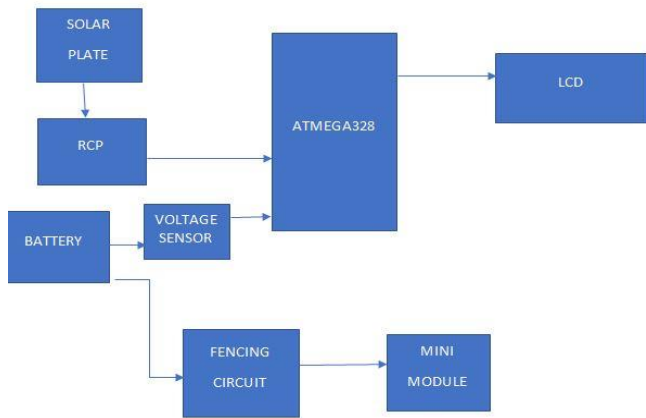 SOLAR
PLATE
RCP
ATMEGA328
LCD
BATTERY
VOLTAGE
SENSOR
FENCING
CIRCUIT
MINI
MODULE